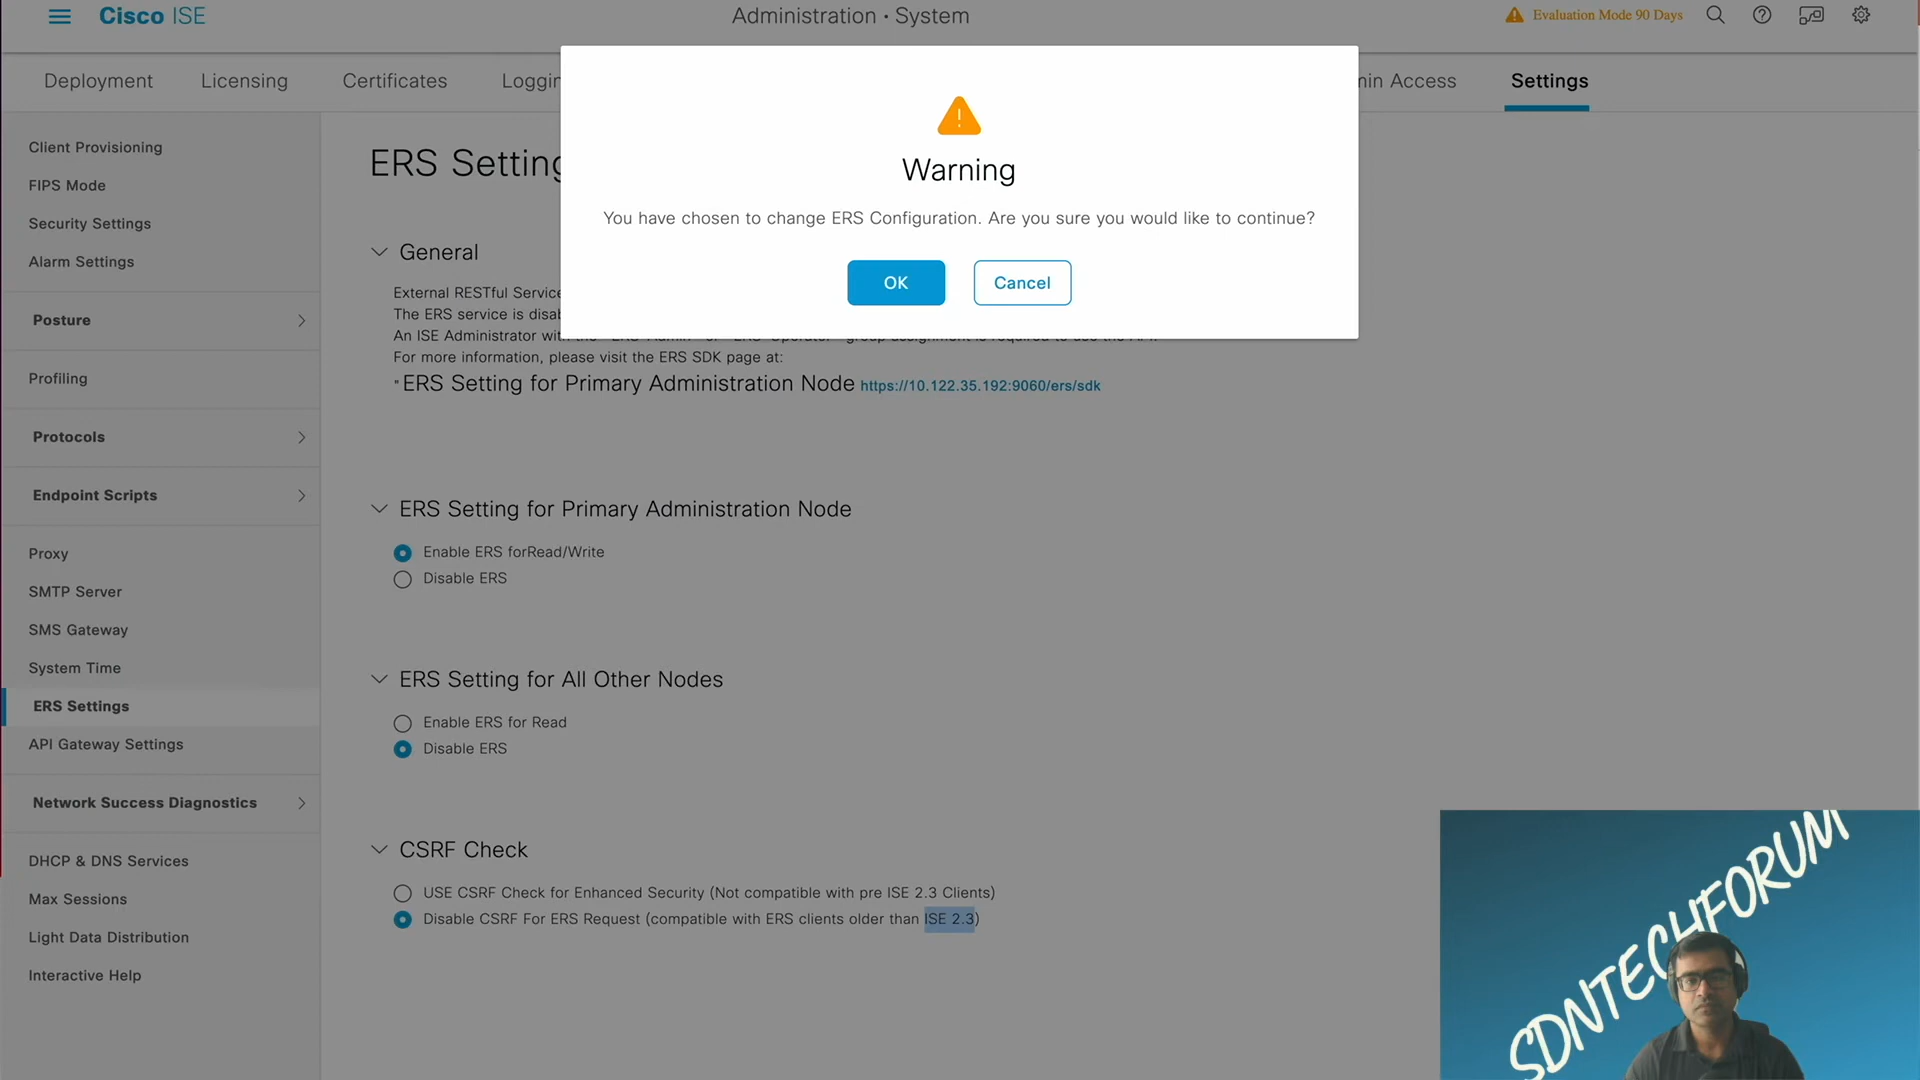 Cisco ISE
Administration • System
Evaluation Mode 90 Days
Deployment
Licensing
Certificates
Settings
Access
Warning
You have chosen to change ERS Configuration. Are you sure you would like to continue?
OK
Cancel
Client Provisioning
FIPS Mode
Security Settings
Alarm Settings
Posture
Profiling
Protocols
Endpoint Scripts
Proxy
SMTP Server
SMS Gateway
System Time
ERS Settings
API Gateway Settings
Network Success Diagnostics
DHCP & DNS Services
Max Sessions
Light Data Distribution
Interactive Help
ERS
General
External RESTful
The ERS service is
An ISE Administrator
For more information, please visit the ERS SDK page at:
ERS Setting for Primary Administration Node https://10.122.35.192:9060/ers/sdk
ERS Setting for Primary Administration Node
Enable ERS forRead/Write
Disable ERS
ERS Setting for All Other Nodes
Enable ERS for Read
Disable ERS
CSRF Check
USE CSRF Check for Enhanced Security (Not compatible with pre ISE 2.3 Clients)
Disable CSRF For ERS Request (compatible with ERS clients older than ISE 2.3)
SDNTECHFORUM